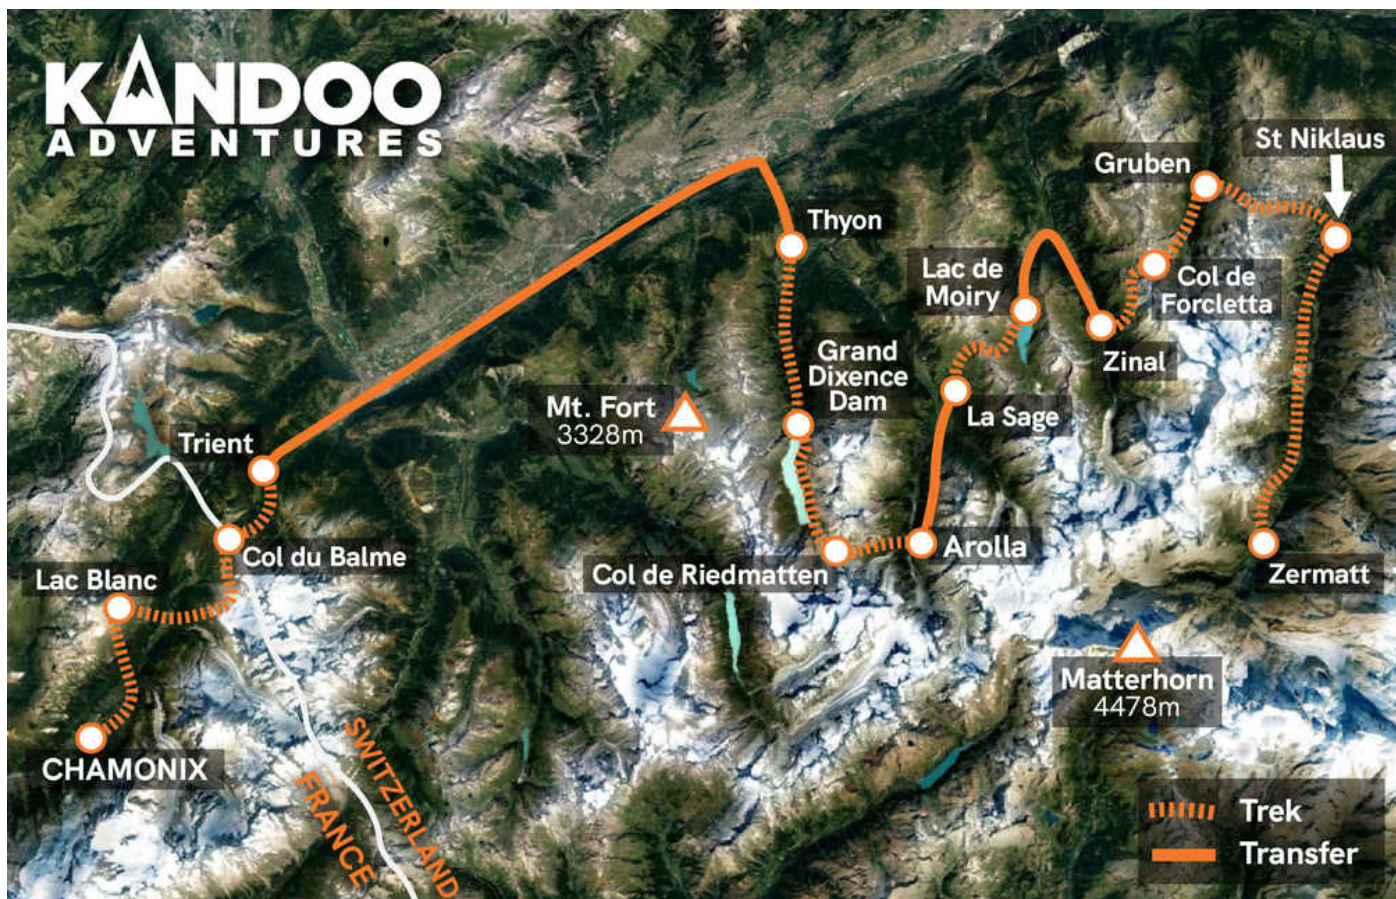 KANDOO
ADVENTURES
St Niklaus
Gruben
Thyon
Lac de
Moiry
Col de
Forcletta
Grand
Dixence
Dam
Zinal
Mt. Fort
3328m
La Sage
Trient
Col du Balme
Arolla
Lac Blanc
Col de Riedmatten
Zermatt
Matterhorn
4478m
CHAMONIX
SWITZERLAND
FRANCE
Trek
Transfer